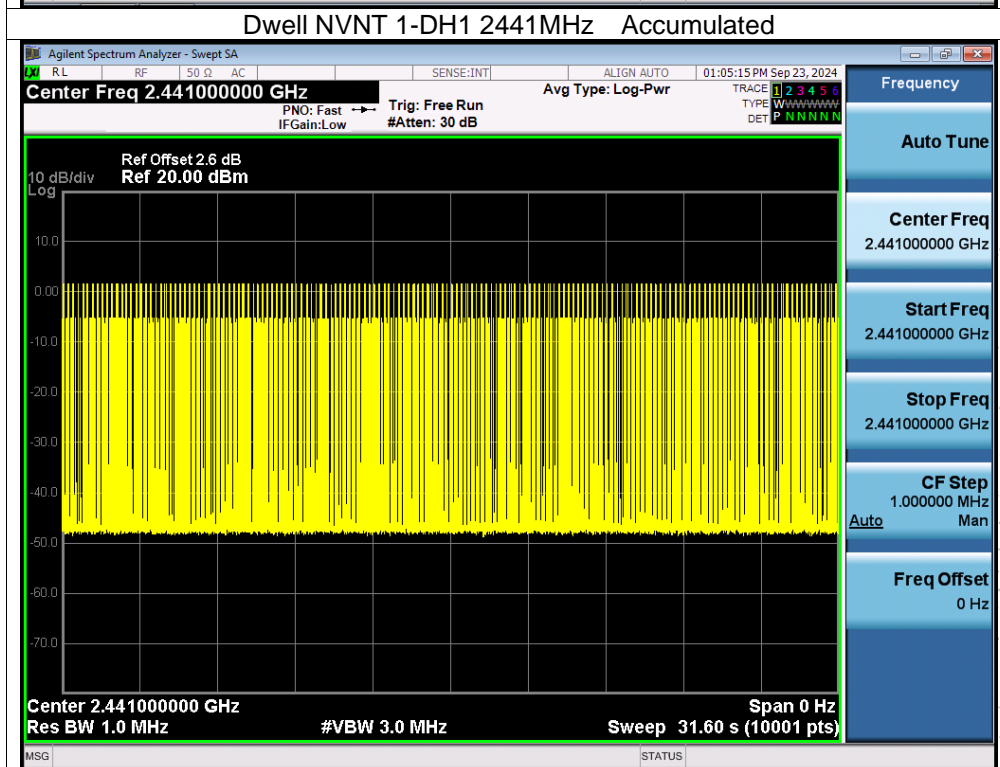 Dwell NVNT 1-DH1 2441MHz Accumulated
Agilent Spectrum Analyzer - Swept SA
LXI RL RF 50 Ω AC SENSE:INT ALIGN AUTO 01:05:15 PM Sep 23, 2024
Center Freq 2.441000000 GHz
PNO: Fast
IFGain:Low
Trig: Free Run
#Atten: 30 dB
Avg Type: Log-Pwr
TRACE 1 2 3 4 5 6
TYPE WWWWWW
DET P N N N N N
Frequency
Auto Tune
Center Freq
2.441000000 GHz
Start Freq
2.441000000 GHz
Stop Freq
2.441000000 GHz
CF Step
1.000000 MHz
Auto Man
Freq Offset
0 Hz
Ref Offset 2.6 dB
10 dB/div Ref 20.00 dBm
Log
10.0
0.00
-10.0
-20.0
-30.0
-40.0
-50.0
-60.0
-70.0
Center 2.441000000 GHz Span 0 Hz
Res BW 1.0 MHz #VBW 3.0 MHz Sweep 31.60 s (10001 pts)
MSG STATUS